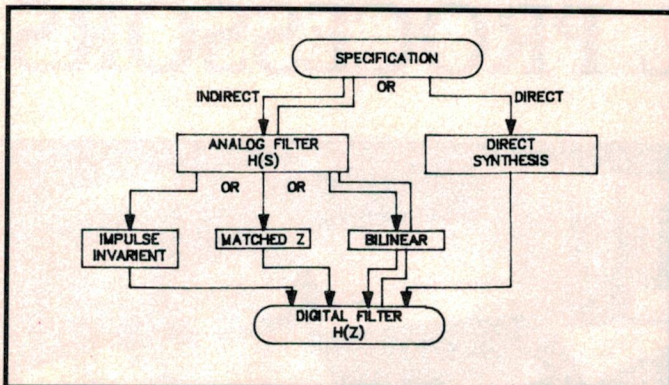 SPECIFICATION
OR
INDIRECT
DIRECT
ANALOG FILTER
H(S)
DIRECT
SYNTHESIS
OR
OR
IMPULSE
INVARIENT
MATCHED Z
BILINEAR
DIGITAL FILTER
H(Z)